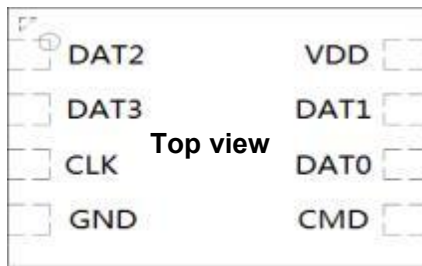 DAT2 VDD
DAT3 DAT1
Top view
CLK DAT0
GND CMD